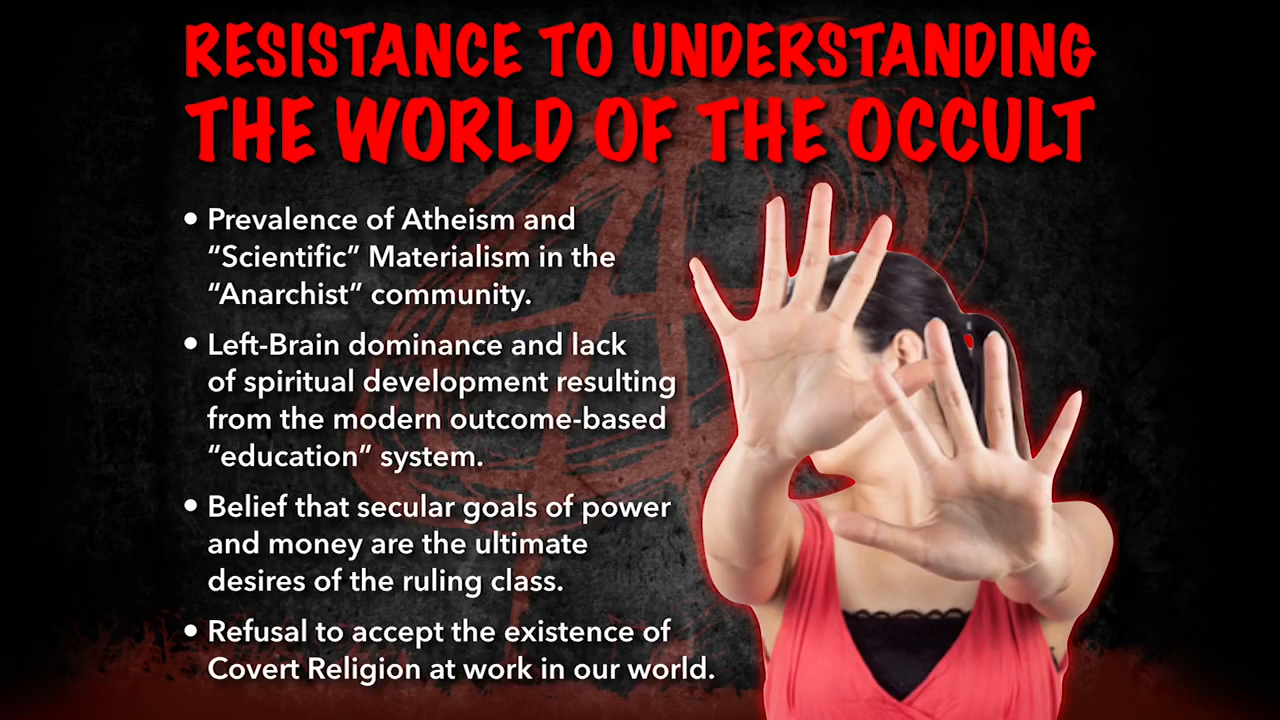 RESISTANCE TO UNDERSTANDING
THE WORLD OF THE OCCULT
• Prevalence of Atheism and
“Scientific” Materialism in the
“Anarchist” community.
• Left-Brain dominance and lack
of spiritual development resulting
from the modern outcome-based
“education” system.
• Belief that secular goals of power
and money are the ultimate
desires of the ruling class.
• Refusal to accept the existence of
Covert Religion at work in our world.